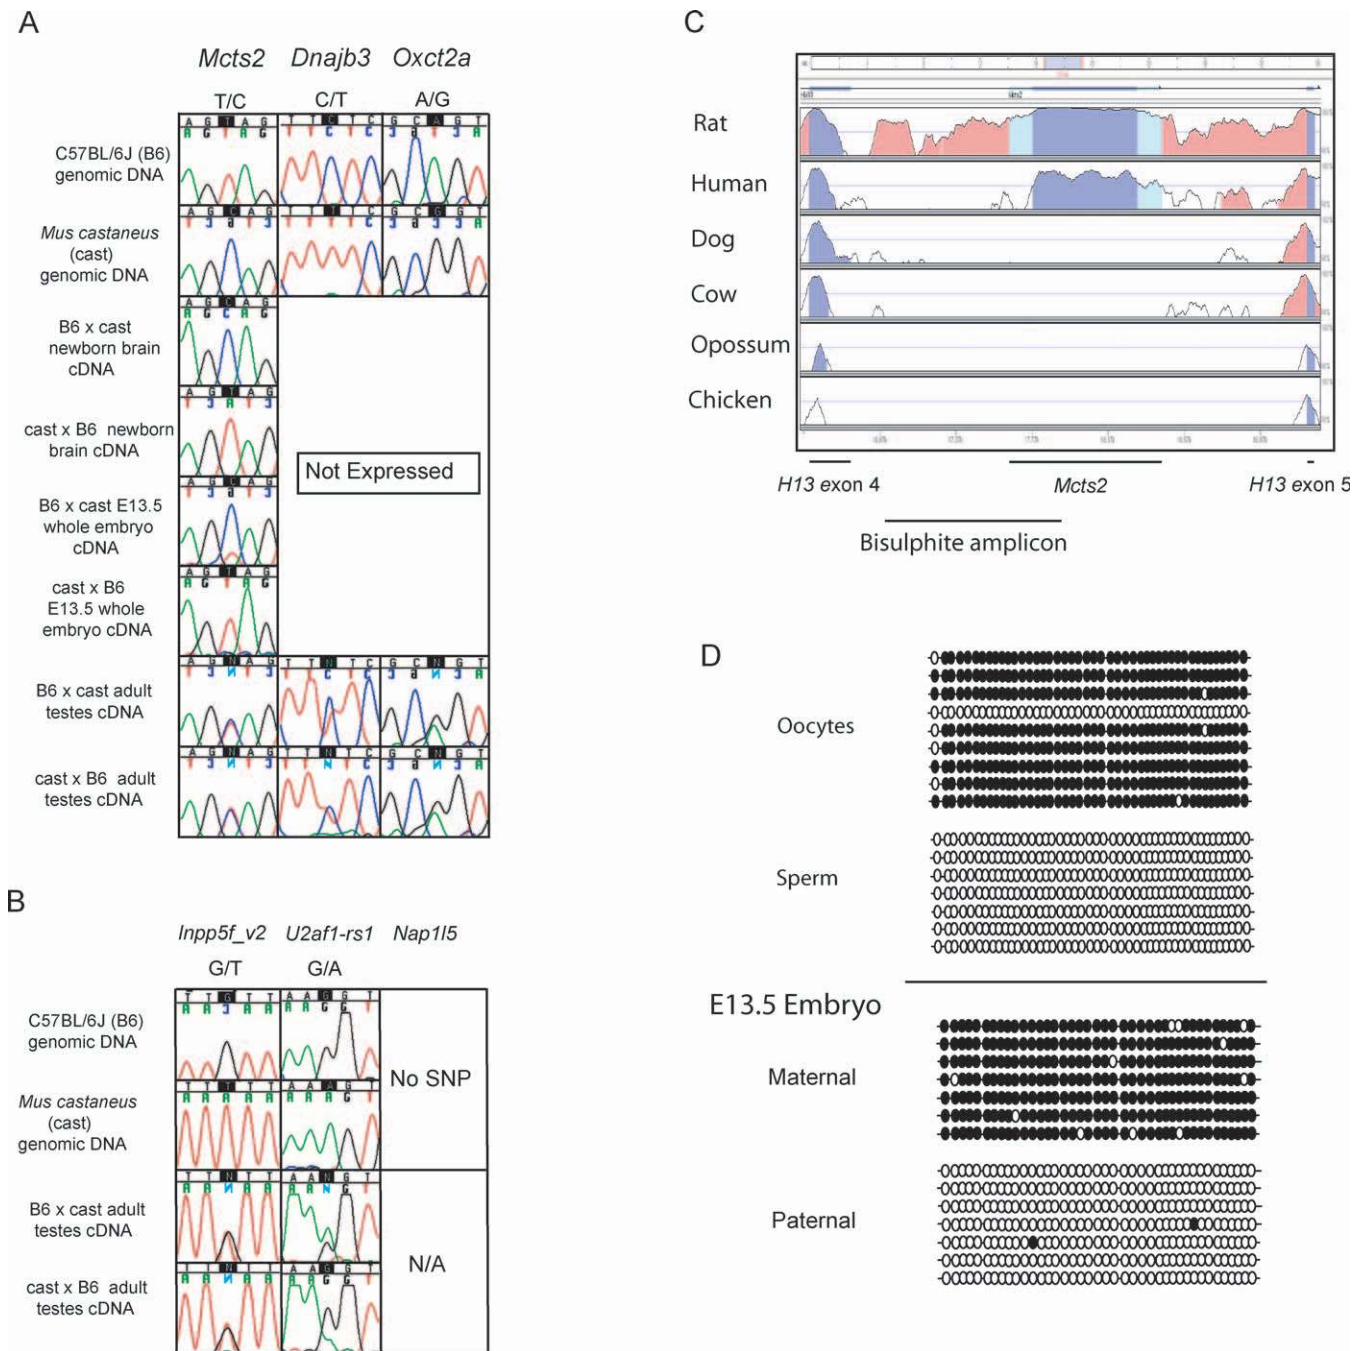 A
Mcts2 Dnajb3 Oxct2a
T/C C/T A/G
C57BL/6J (B6)
genomic DNA
A G T A G T T C T C G C A G T
Mus castaneus
(cast)
genomic DNA
A G C A G T T T T C G C G G T
B6 x cast
newborn brain
cDNA
A G C A G
cast x B6 newborn
brain cDNA
A G T A G
Not Expressed
B6 x cast E13.5
whole embryo
cDNA
A G C A G
cast x B6
E13.5 whole
embryo cDNA
A G T A G
B6 x cast adult
testes cDNA
A G N A G T T N T C G C N G T
cast x B6 adult
testes cDNA
A G N A G T T N T C G C N G T
B
Inpp5f_v2 U2af1-rs1 Nap1l5
G/T G/A
C57BL/6J (B6)
genomic DNA
T T G T T A A G G T
No SNP
Mus castaneus
(cast)
genomic DNA
T T T T T A A A G T
B6 x cast adult
testes cDNA
T T N T T A A N G T
N/A
cast x B6 adult
testes cDNA
T T N T T A A G G T
C
Rat
Human
Dog
Cow
Opossum
Chicken
H13 exon 4 Mcts2 H13 exon 5
Bisulphite amplicon
D
Oocytes
Sperm
E13.5 Embryo
Maternal
Paternal